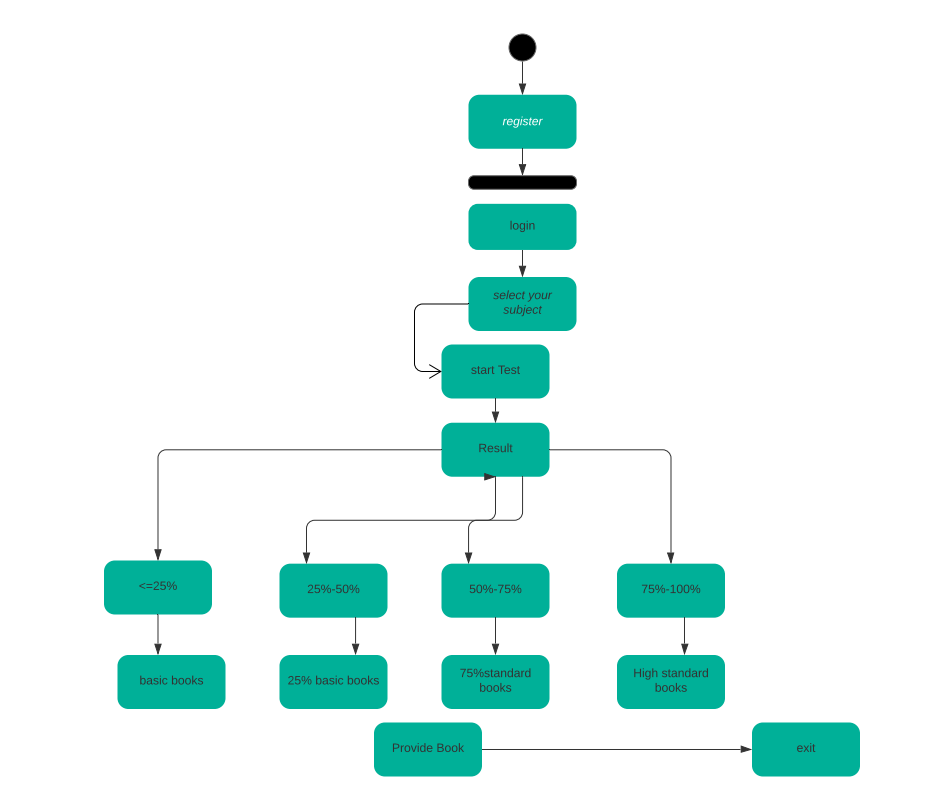 register
login
select your
subject
start Test
Result
<=25%
25%-50%
50%-75%
75%-100%
basic books
25% basic books
75%standard
books
High standard
books
Provide Book
exit